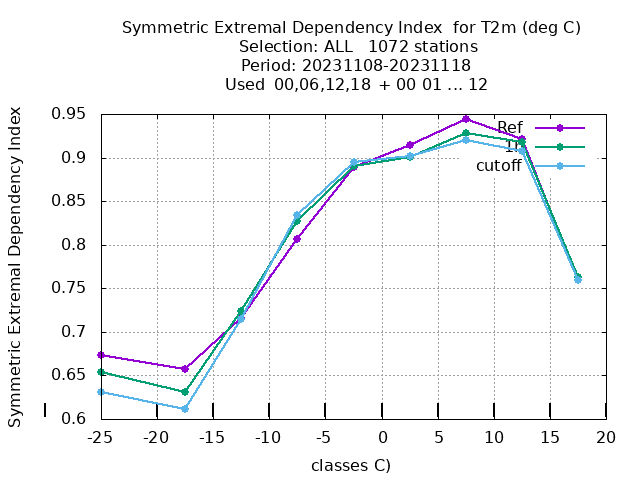 Symmetric Extremal Dependency Index for T2m (deg C)
Selection: ALL 1072 stations
Period: 20231108-20231118
Used 00,06,12,18 + 00 01 ... 12
Symmetric Extremal Dependency Index
0.95
0.9
0.85
0.8
0.75
0.7
0.65
0.6
Ref
cutoff
-25 -20 -15 -10 -5 0 5 10 15 20
classes C)